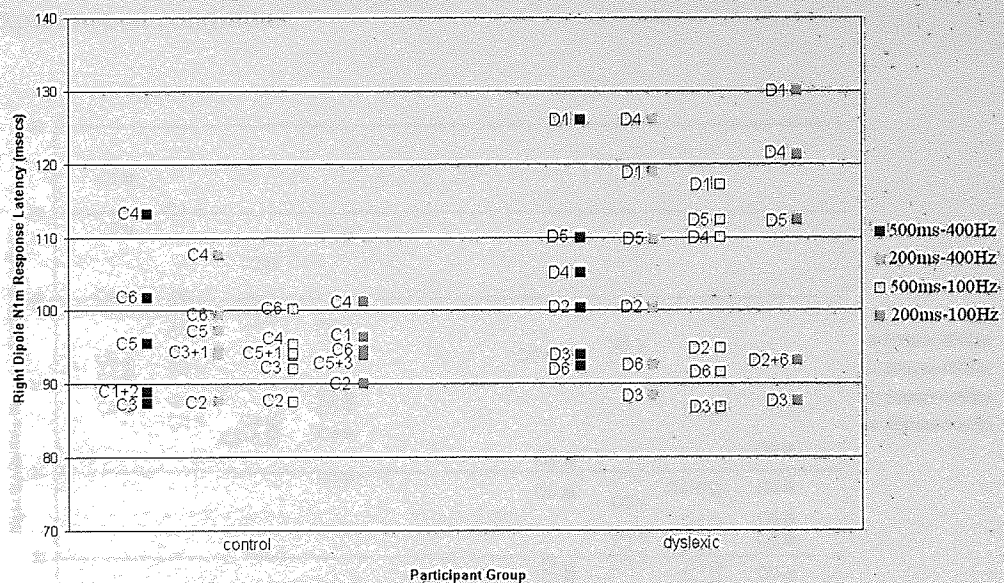 140
130
120
110
100
90
80
70
Right Dipole N1m Response Latency (msecs)
C4
C6
C5
C1+2
C3
C4
C6
C5
C3+1
C2
C6
C4
C5+1
C3
C2
C4
C1
C6
C5+3
C2
D1
D5
D4
D2
D3
D6
D4
D1
D5
D2
D6
D3
D1
D5
D4
D2
D6
D3
D1
D4
D5
D2+6
D3
control
dyslexic
Participant Group
500ms-400Hz
200ms-400Hz
500ms-100Hz
200ms-100Hz